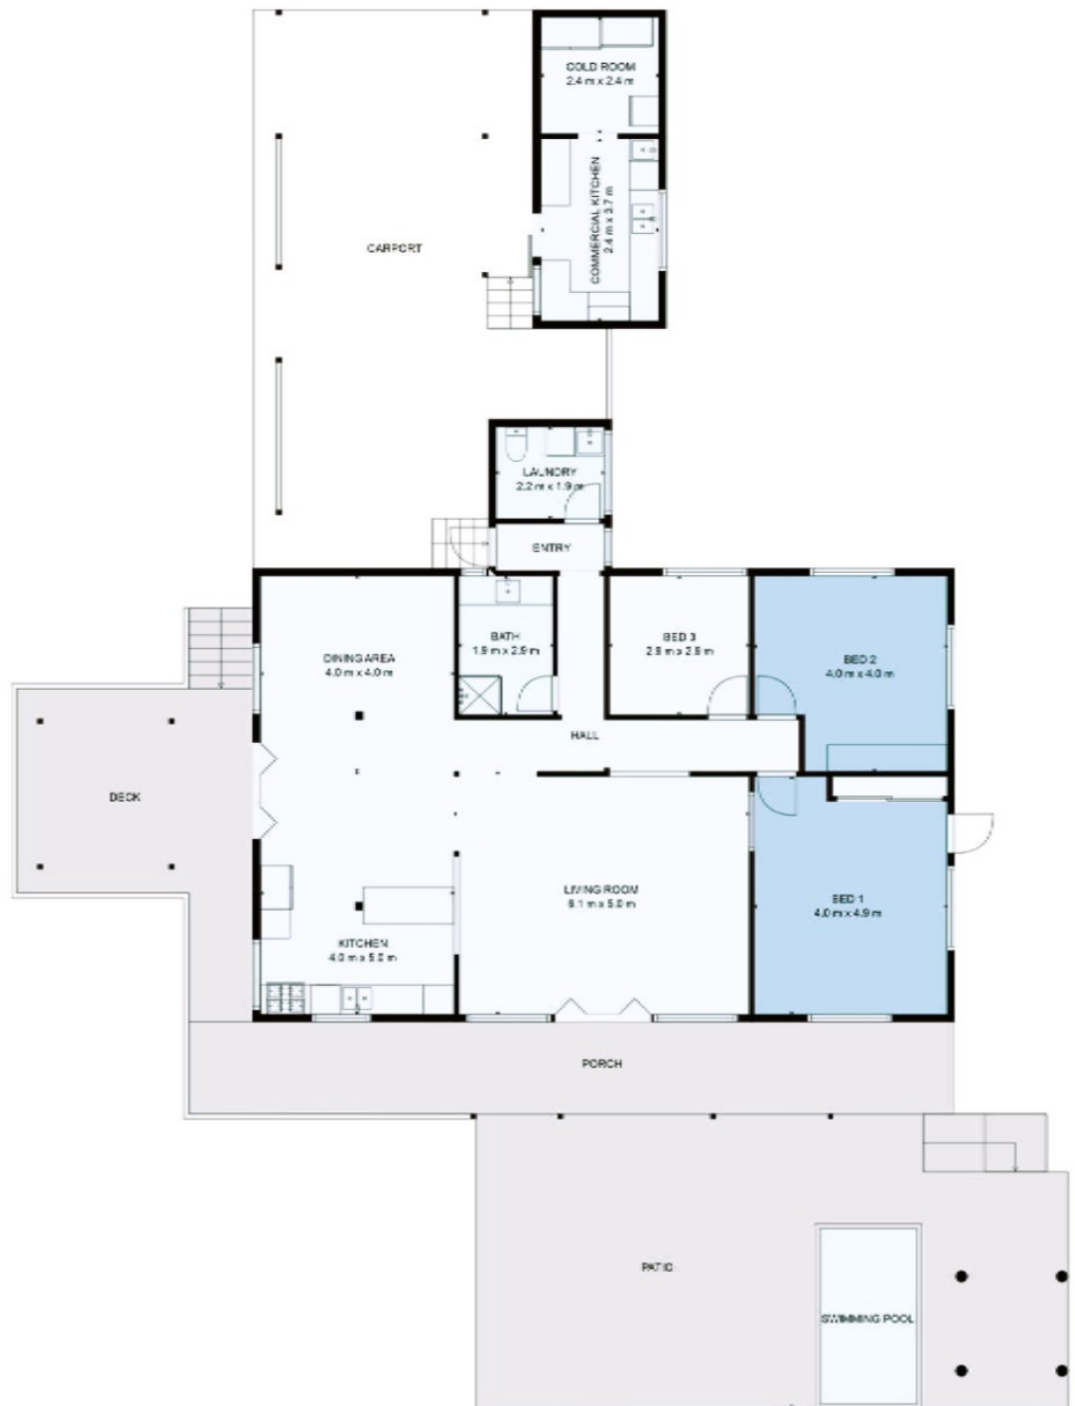 COLD ROOM
2.4 m x 2.4 m
COMMERCIAL KITCHEN
2.4 m x 3.7 m
CARPORT
LAUNDRY
2.2 m x 1.9 m
ENTRY
BATH
1.9 m x 2.9 m
BED 3
2.9 m x 2.9 m
BED 2
4.0 m x 4.0 m
DINING AREA
4.0 m x 4.0 m
HALL
DECK
LIVING ROOM
6.1 m x 5.0 m
BED 1
4.0 m x 4.9 m
KITCHEN
4.0 m x 5.0 m
PORCH
PATIO
SWIMMING POOL